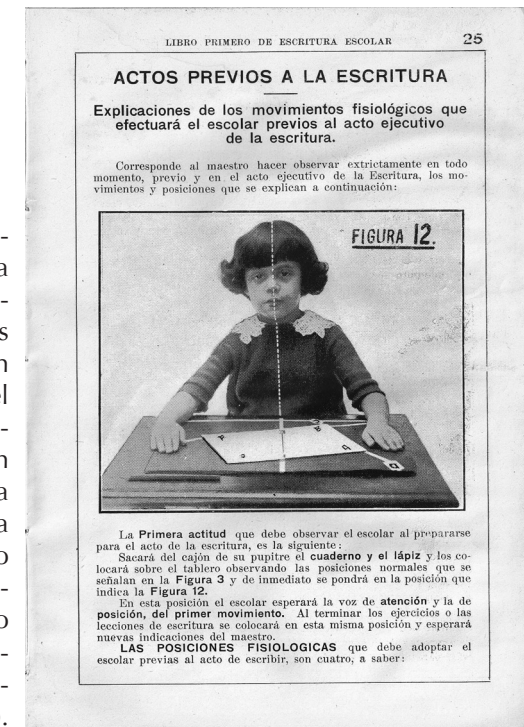 LIBRO PRIMERO DE ESCRITURA ESCOLAR 25
ACTOS PREVIOS A LA ESCRITURA
Explicaciones de los movimientos fisiológicos que
efectuará el escolar previos al acto ejecutivo
de la escritura.
Corresponde al maestro hacer observar extrictamente en todo
momento, previo y en el acto ejecutivo de la Escritura, los mo-
vimientos y posiciones que se explican a continuación:
FIGURA 12.
La Primera actitud que debe observar el escolar al prepararse
para el acto de la escritura, es la siguiente:
Sacará del cajón de su pupitre el cuaderno y el lápiz y los co-
locará sobre el tablero observando las posiciones normales que se
señalan en la Figura 3 y de inmediato se pondrá en la posición que
indica la Figura 12.
En esta posición el escolar esperará la voz de atención y la de
posición, del primer movimiento. Al terminar los ejercicios o las
lecciones de escritura se colocará en esta misma posición y esperará
nuevas indicaciones del maestro.
LAS POSICIONES FISIOLOGICAS que debe adoptar el
escolar previas al acto de escribir, son cuatro, a saber: